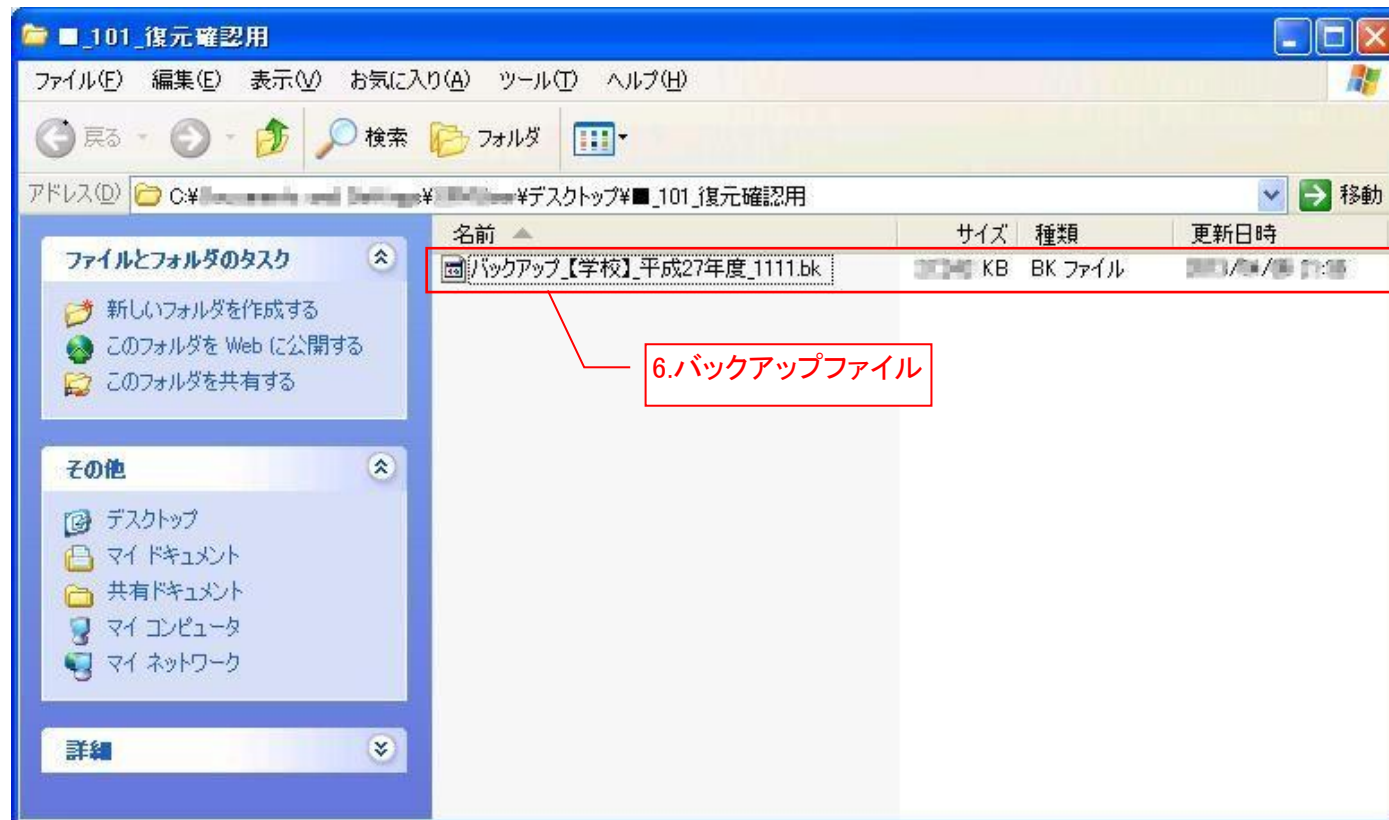 ■_101_復元確認用
ファイル(F) 編集(E) 表示(V) お気に入り(A) ツール(T) ヘルプ(H)
戻る 検索 フォルダ
アドレス(D) C:¥ ¥ ¥デスクトップ¥■_101_復元確認用 移動
名前 サイズ 種類 更新日時
バックアップ_【学校】_平成27年度_1111.bk KB BK ファイル
6.バックアップファイル
ファイルとフォルダのタスク
新しいフォルダを作成する
このフォルダを Web に公開する
このフォルダを共有する
その他
デスクトップ
マイ ドキュメント
共有ドキュメント
マイ コンピュータ
マイ ネットワーク
詳細